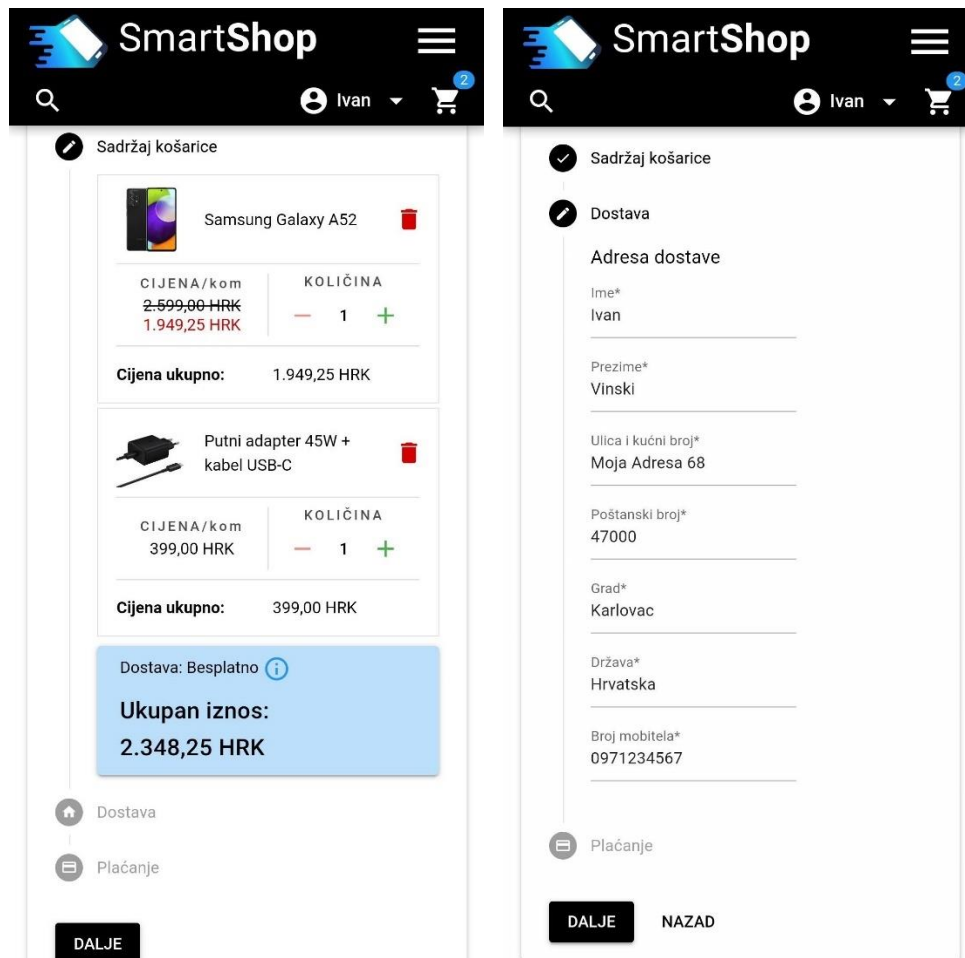 SmartShop
Ivan
2
Sadržaj košarice
Samsung Galaxy A52
CIJENA/kom
2.599,00 HRK
1.949,25 HRK
KOLIČINA
1
Cijena ukupno: 1.949,25 HRK
Putni adapter 45W +
kabel USB-C
CIJENA/kom
399,00 HRK
KOLIČINA
1
Cijena ukupno: 399,00 HRK
Dostava: Besplatno
Ukupan iznos:
2.348,25 HRK
Dostava
Plaćanje
DALJE
SmartShop
Ivan
2
Sadržaj košarice
Dostava
Adresa dostave
Ime*
Ivan
Prezime*
Vinski
Ulica i kućni broj*
Moja Adresa 68
Poštanski broj*
47000
Grad*
Karlovac
Država*
Hrvatska
Broj mobitela*
0971234567
Plaćanje
DALJE NAZAD